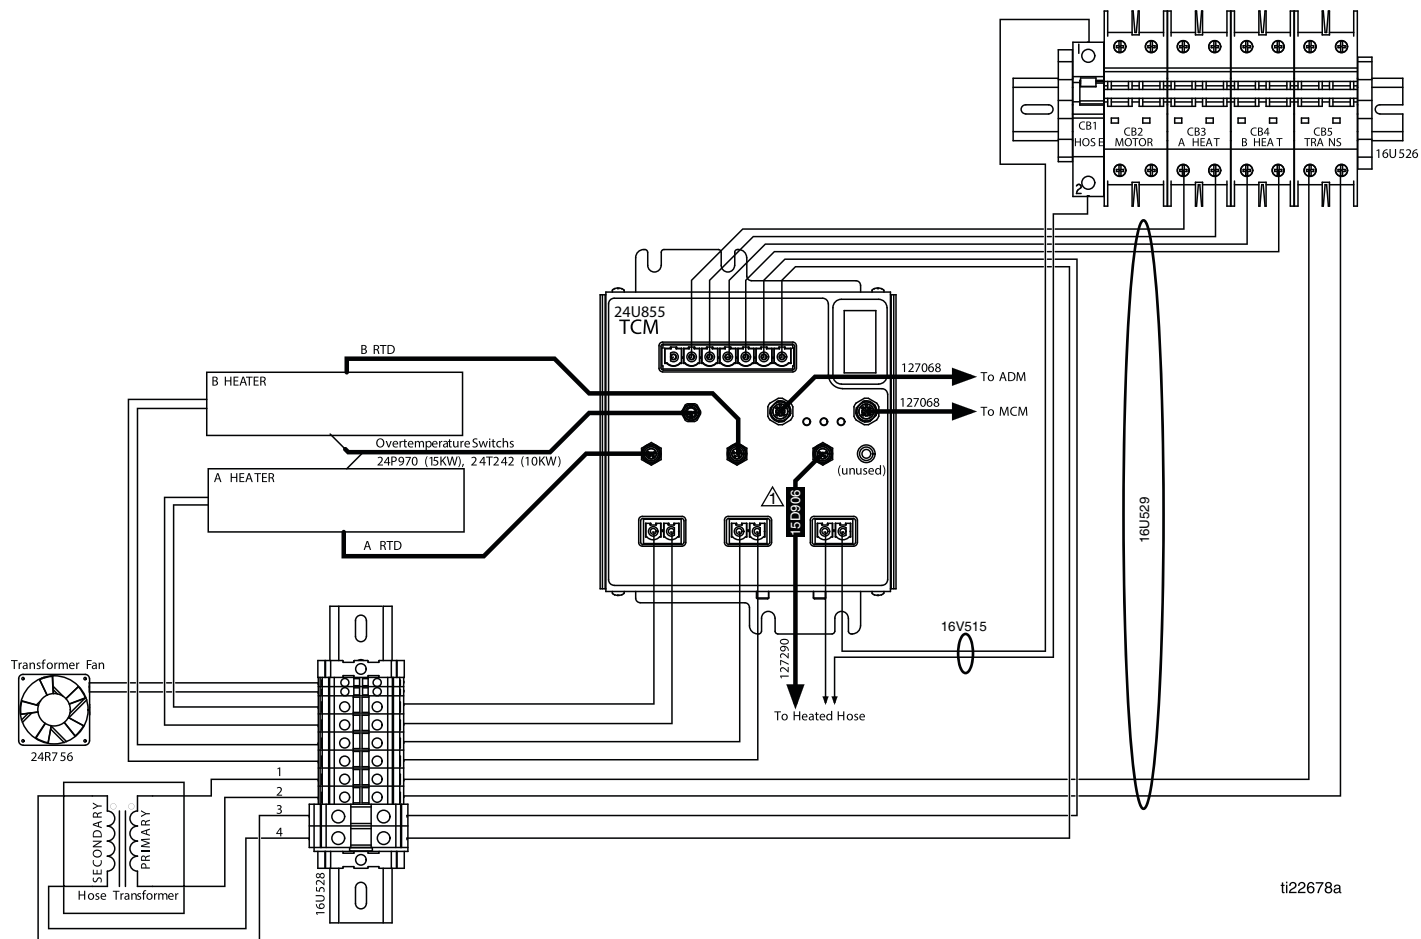 1
CB1
HOSE
2
CB2
MOTOR
CB3
A HEAT
CB4
B HEAT
CB5
TRANS
16U526
24U855
TCM
B RTD
B HEATER
127068
To ADM
127068
To MCM
Overtemperature Switchs
24P970 (15KW), 24T242 (10KW)
A HEATER
(unused)
1
15D906
16U529
A RTD
16V515
127290
Transformer Fan
To Heated Hose
24R756
1
2
3
4
SECONDARY
PRIMARY
Hose Transformer
16U528
ti22678a